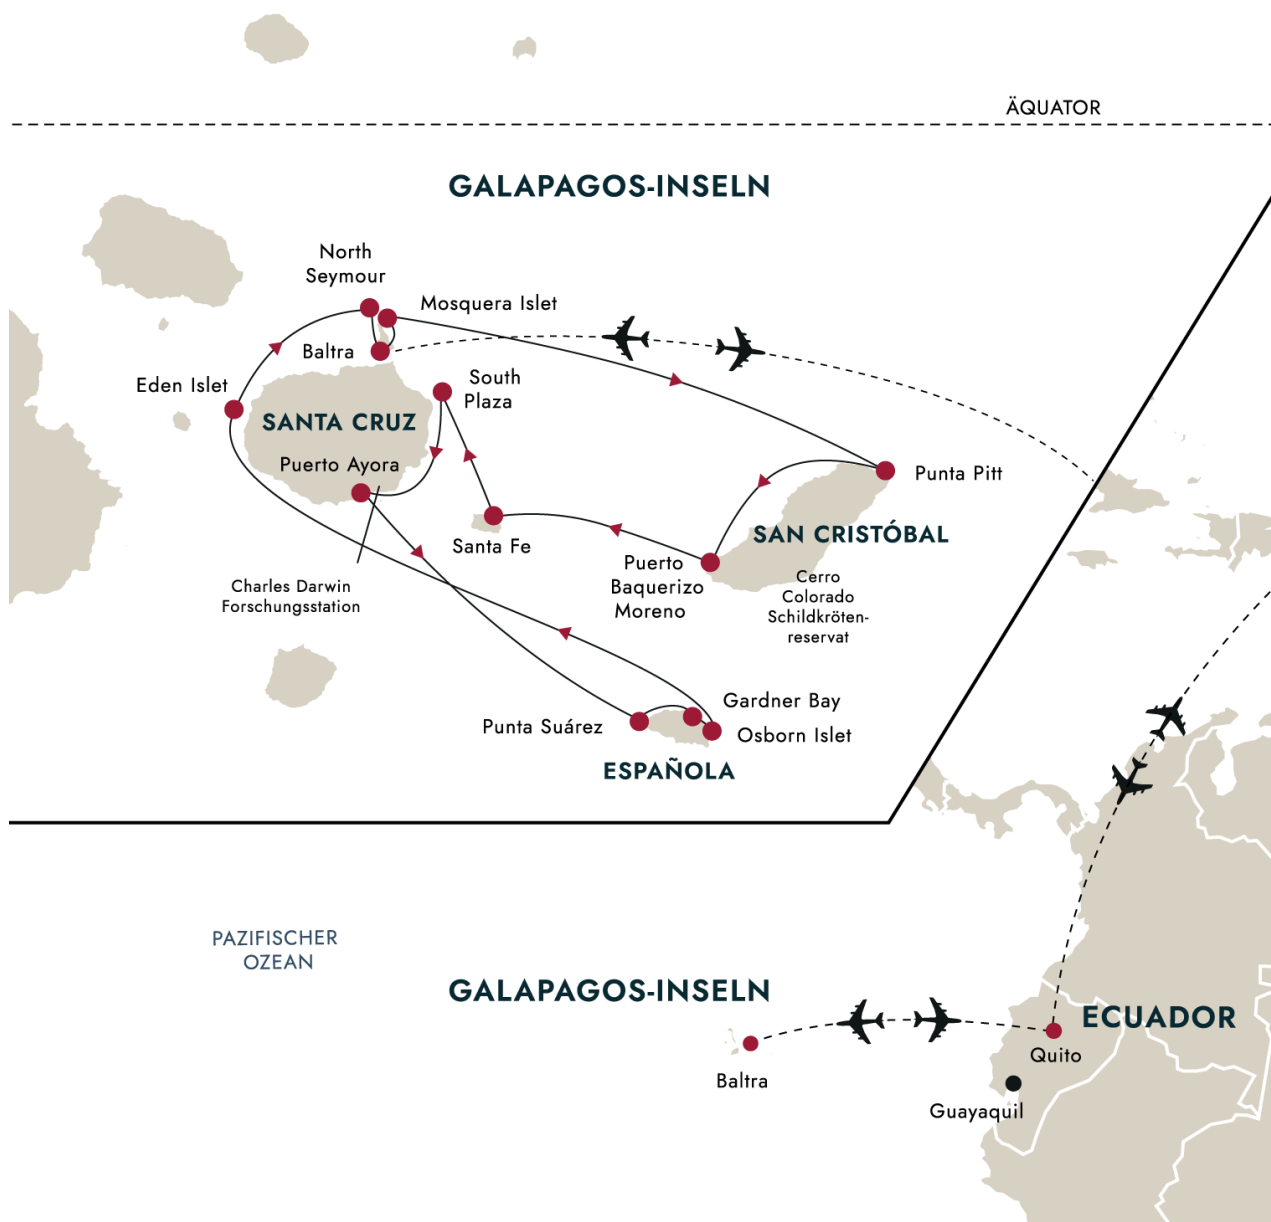 ÄQUATOR
GALAPAGOS-INSELN
North
Seymour
Mosquera Islet
Baltra
Eden Islet
South
Plaza
SANTA CRUZ
Puerto Ayora
Punta Pitt
Santa Fe
SAN CRISTÓBAL
Puerto
Baquerizo
Moreno
Cerro
Colorado
Schildkröten-
reservat
Charles Darwin
Forschungsstation
Gardner Bay
Punta Suárez
Osborn Islet
ESPAÑOLA
PAZIFISCHER
OZEAN
GALAPAGOS-INSELN
ECUADOR
Quito
Baltra
Guayaquil